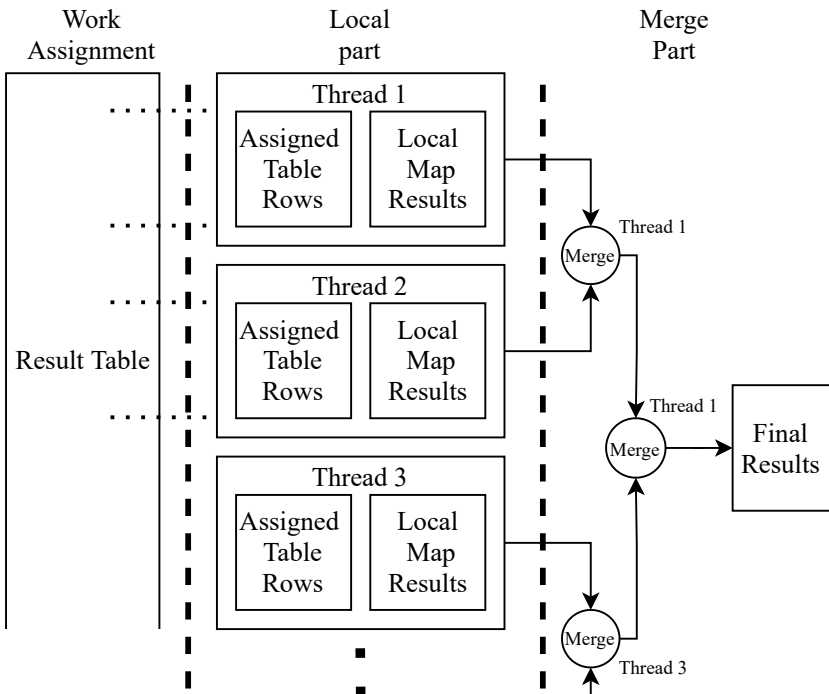 Work
Assignment
Local
part
Merge
Part
Result Table
Thread 1
Assigned
Table
Rows
Local
Map
Results
Thread 2
Assigned
Table
Rows
Local
Map
Results
Thread 3
Assigned
Table
Rows
Local
Map
Results
Thread 1
Merge
Thread 1
Merge
Final
Results
Merge
Thread 3